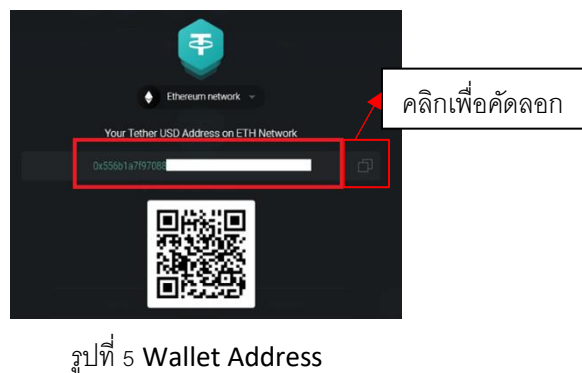 Ethereum network
คลิกเพื่อคัดลอก
Your Tether USD Address on ETH Network
0x556b1a7f97088
รูปที่ 5 Wallet Address